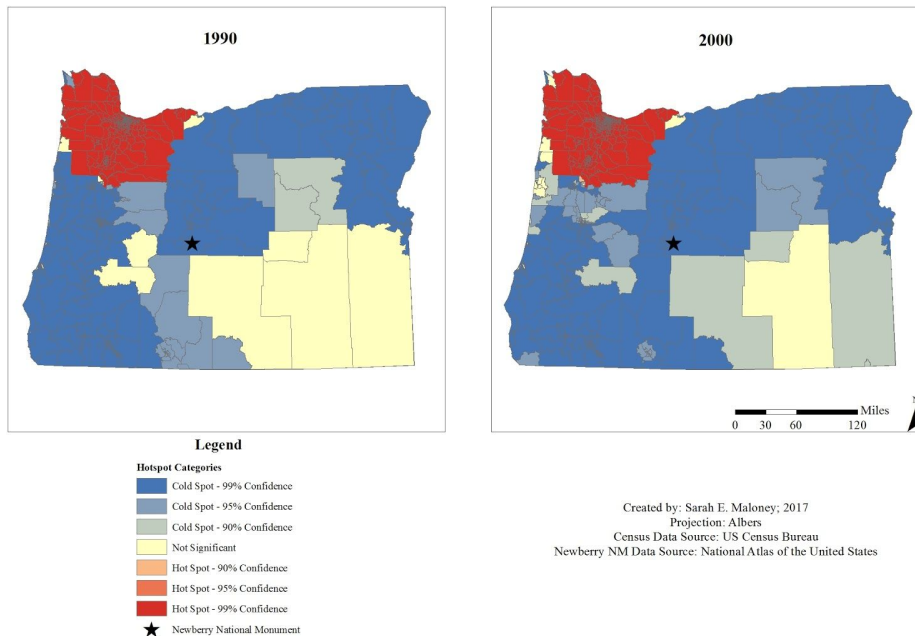 1990
2000
Miles
0 30 60 120
N
Legend
Hotspot Categories
Cold Spot - 99% Confidence
Cold Spot - 95% Confidence
Cold Spot - 90% Confidence
Not Significant
Hot Spot - 90% Confidence
Hot Spot - 95% Confidence
Hot Spot - 99% Confidence
Newberry National Monument
Created by: Sarah E. Maloney; 2017
Projection: Albers
Census Data Source: US Census Bureau
Newberry NM Data Source: National Atlas of the United States